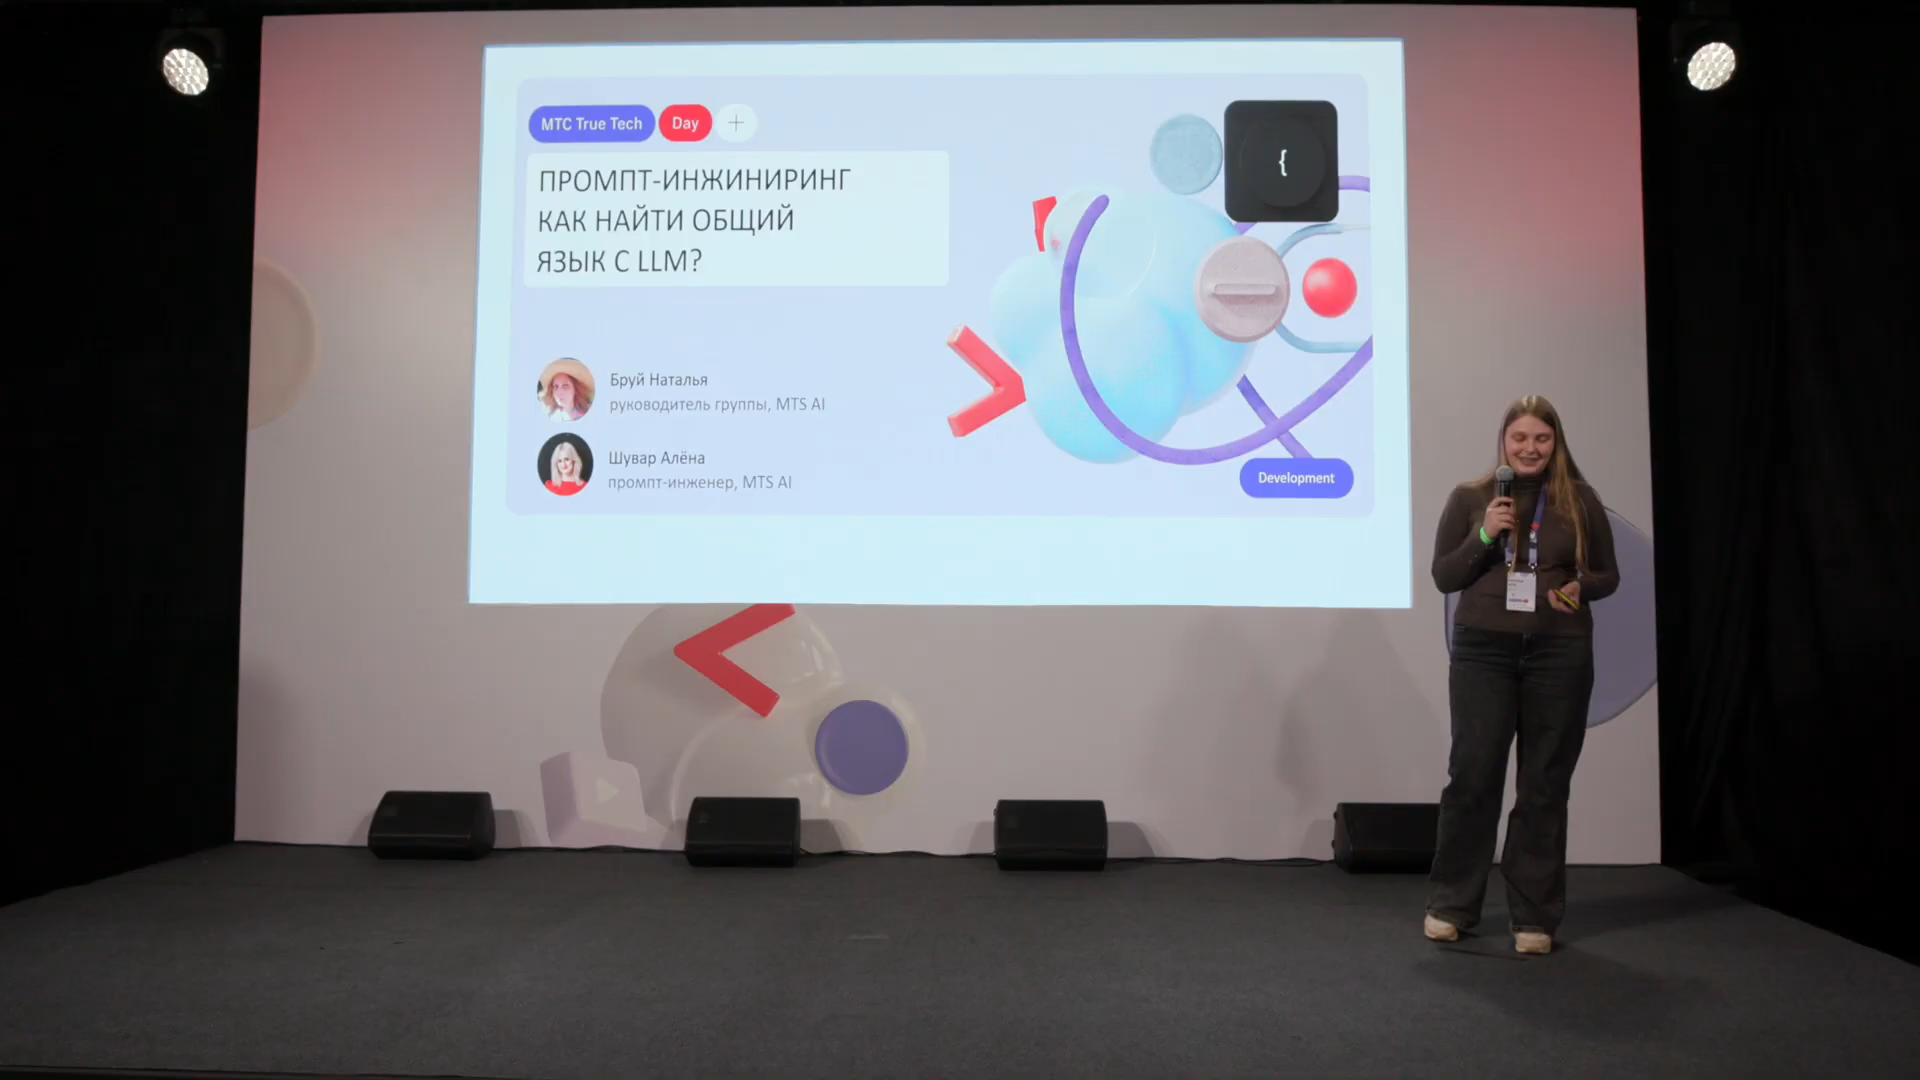 МТС True Tech Day +
ПРОМПТ-ИНЖИНИРИНГ
КАК НАЙТИ ОБЩИЙ
ЯЗЫК С LLM?
{
Бруй Наталья
руководитель группы, MTS AI
Шувар Алёна
промпт-инженер, MTS AI
Development